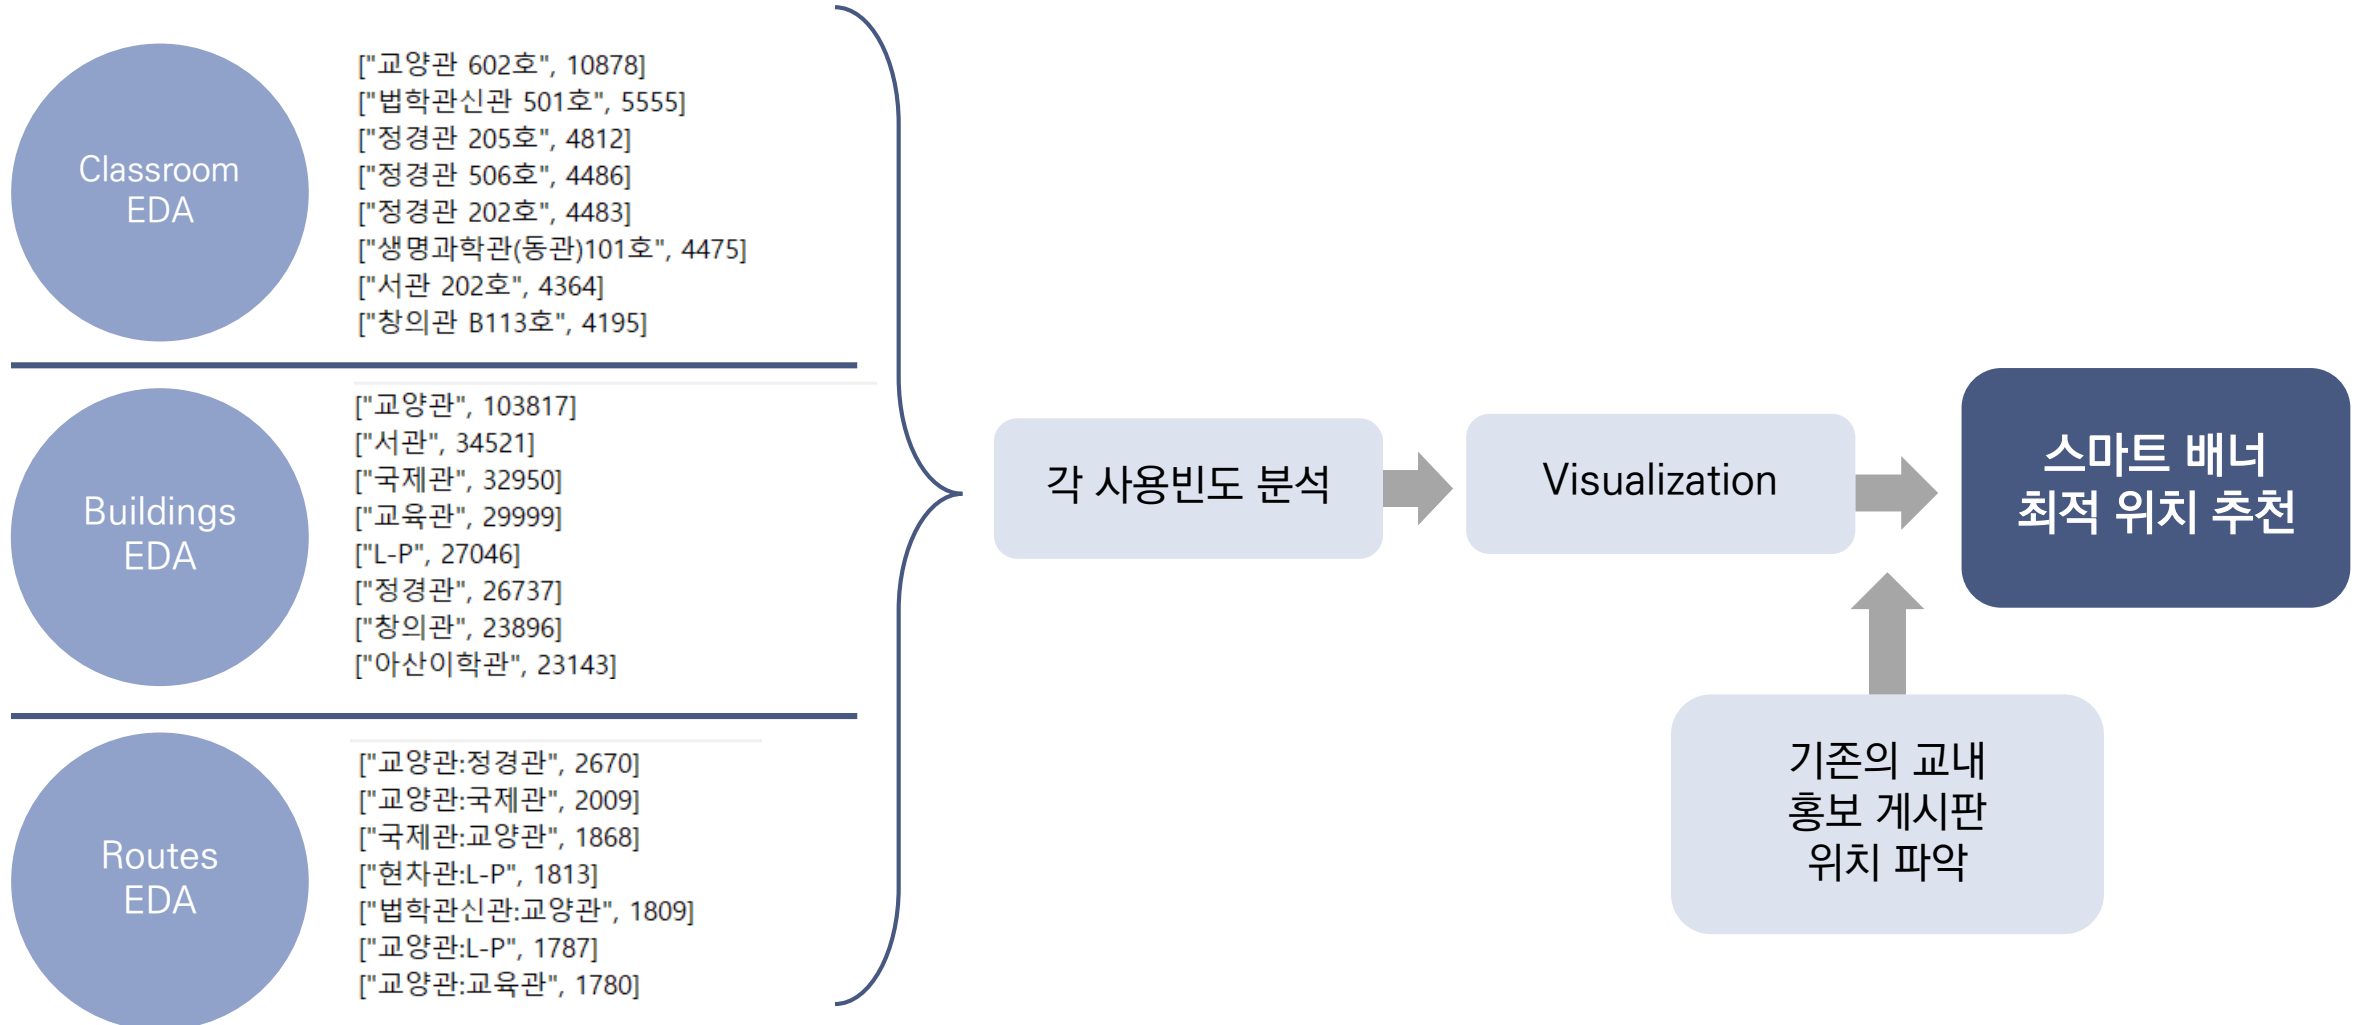 Classroom
EDA
["교양관 602호", 10878]
["법학관신관 501호", 5555]
["정경관 205호", 4812]
["정경관 506호", 4486]
["정경관 202호", 4483]
["생명과학관(동관)101호", 4475]
["서관 202호", 4364]
["창의관 B113호", 4195]
Buildings
EDA
["교양관", 103817]
["서관", 34521]
["국제관", 32950]
["교육관", 29999]
["L-P", 27046]
["정경관", 26737]
["창의관", 23896]
["아산이학관", 23143]
Routes
EDA
["교양관:정경관", 2670]
["교양관:국제관", 2009]
["국제관:교양관", 1868]
["현차관:L-P", 1813]
["법학관신관:교양관", 1809]
["교양관:L-P", 1787]
["교양관:교육관", 1780]
각 사용빈도 분석
Visualization
스마트 배너
최적 위치 추천
기존의 교내
홍보 게시판
위치 파악